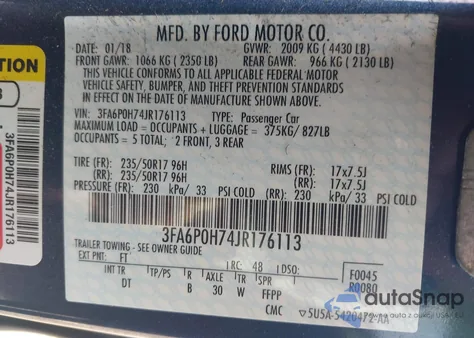 MFD. BY FORD MOTOR CO.
DATE: 01/18 GVWR: 2009 KG ( 4430 LB)
FRONT GAWR: 1066 KG ( 2350 LB) REAR GAWR: 966 KG ( 2130 LB)
THIS VEHICLE CONFORMS TO ALL APPLICABLE FEDERAL MOTOR
VEHICLE SAFETY, BUMPER, AND THEFT PREVENTION STANDARDS IN
EFFECT ON THE DATE OF MANUFACTURE SHOWN ABOVE.
VIN: 3FA6P0H74JR176113 TYPE: Passenger Car
MAXIMUM LOAD = OCCUPANTS + LUGGAGE = 375KG/ 827LB
OCCUPANTS = 5 TOTAL; 2 FRONT, 3 REAR
TIRE (FR): 235/50R17 96H RIMS (FR): 17x7.5J
(RR): 235/50R17 96H (RR): 17x7.5J
PRESSURE (FR): 230 kPa/ 33 PSI COLD (RR): 230 kPa/ 33 PSI COLD
3FA6P0H74JR176113
TRAILER TOWING - SEE OWNER GUIDE
EXT PNT: FT RC: 48 DSO: F0045
R0080
INT TR TP/PS R AXLE TR SPR
DT B 30 W FFPP
CMC 5U5A-5420472-AA
3FA6P0H74JR176113
autoSnap